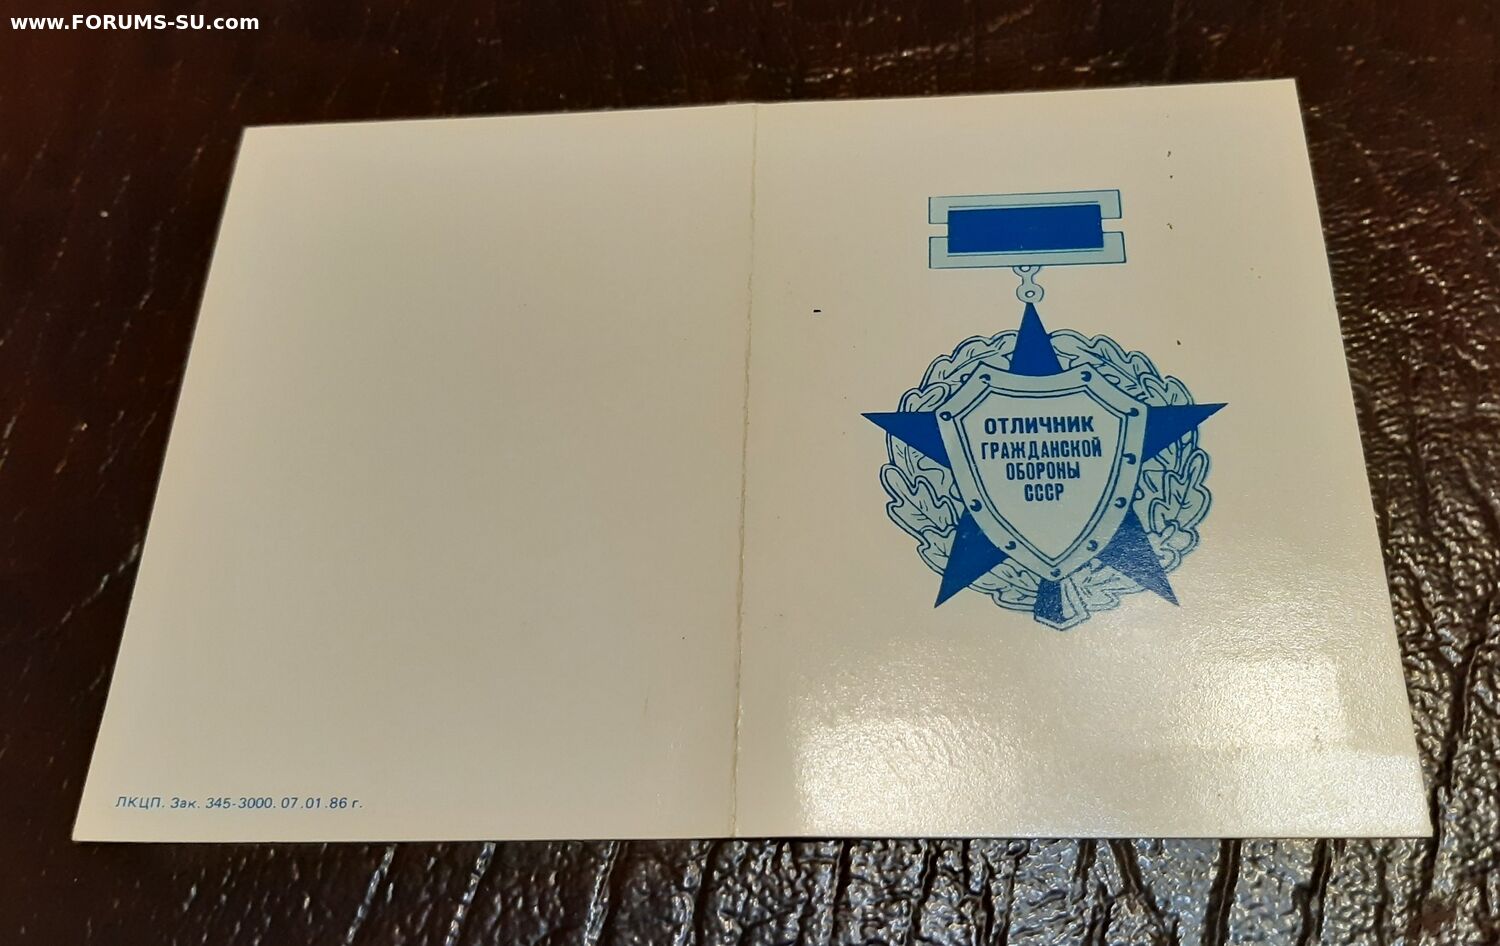 www.FORUMS-SU.com
ОТЛИЧНИК
ГРАЖДАНСКОЙ
ОБОРОНЫ
СССР
ЛКЦП. Зак. 345-3000. 07.01.86 г.